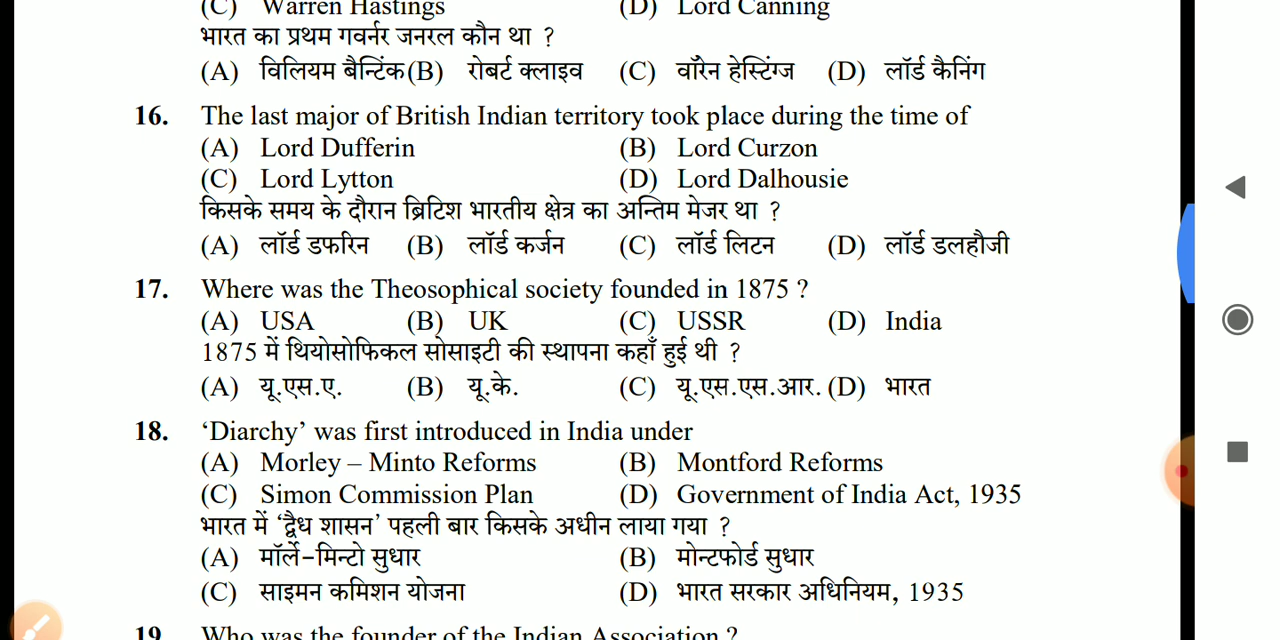 (C) Warren Hastings (D) Lord Canning
भारत का प्रथम गवर्नर जनरल कौन था ?
(A) विलियम बैन्टिंक(B) रोबर्ट क्लाइव (C) वॉरेन हेस्टिंग्ज (D) लॉर्ड कैनिंग
16. The last major of British Indian territory took place during the time of
(A) Lord Dufferin (B) Lord Curzon
(C) Lord Lytton (D) Lord Dalhousie
किसके समय के दौरान ब्रिटिश भारतीय क्षेत्र का अन्तिम मेजर था ?
(A) लॉर्ड डफरिन (B) लॉर्ड कर्जन (C) लॉर्ड लिटन (D) लॉर्ड डलहौजी
17. Where was the Theosophical society founded in 1875 ?
(A) USA (B) UK (C) USSR (D) India
1875 में थियोसोफिकल सोसाइटी की स्थापना कहाँ हुई थी ?
(A) यू.एस.ए. (B) यू.के. (C) यू.एस.एस.आर. (D) भारत
18. ‘Diarchy’ was first introduced in India under
(A) Morley – Minto Reforms (B) Montford Reforms
(C) Simon Commission Plan (D) Government of India Act, 1935
भारत में ‘द्वैध शासन’ पहली बार किसके अधीन लाया गया ?
(A) मॉर्ले-मिन्टो सुधार (B) मोन्टफोर्ड सुधार
(C) साइमन कमिशन योजना (D) भारत सरकार अधिनियम, 1935
19. Who was the founder of the Indian Association ?